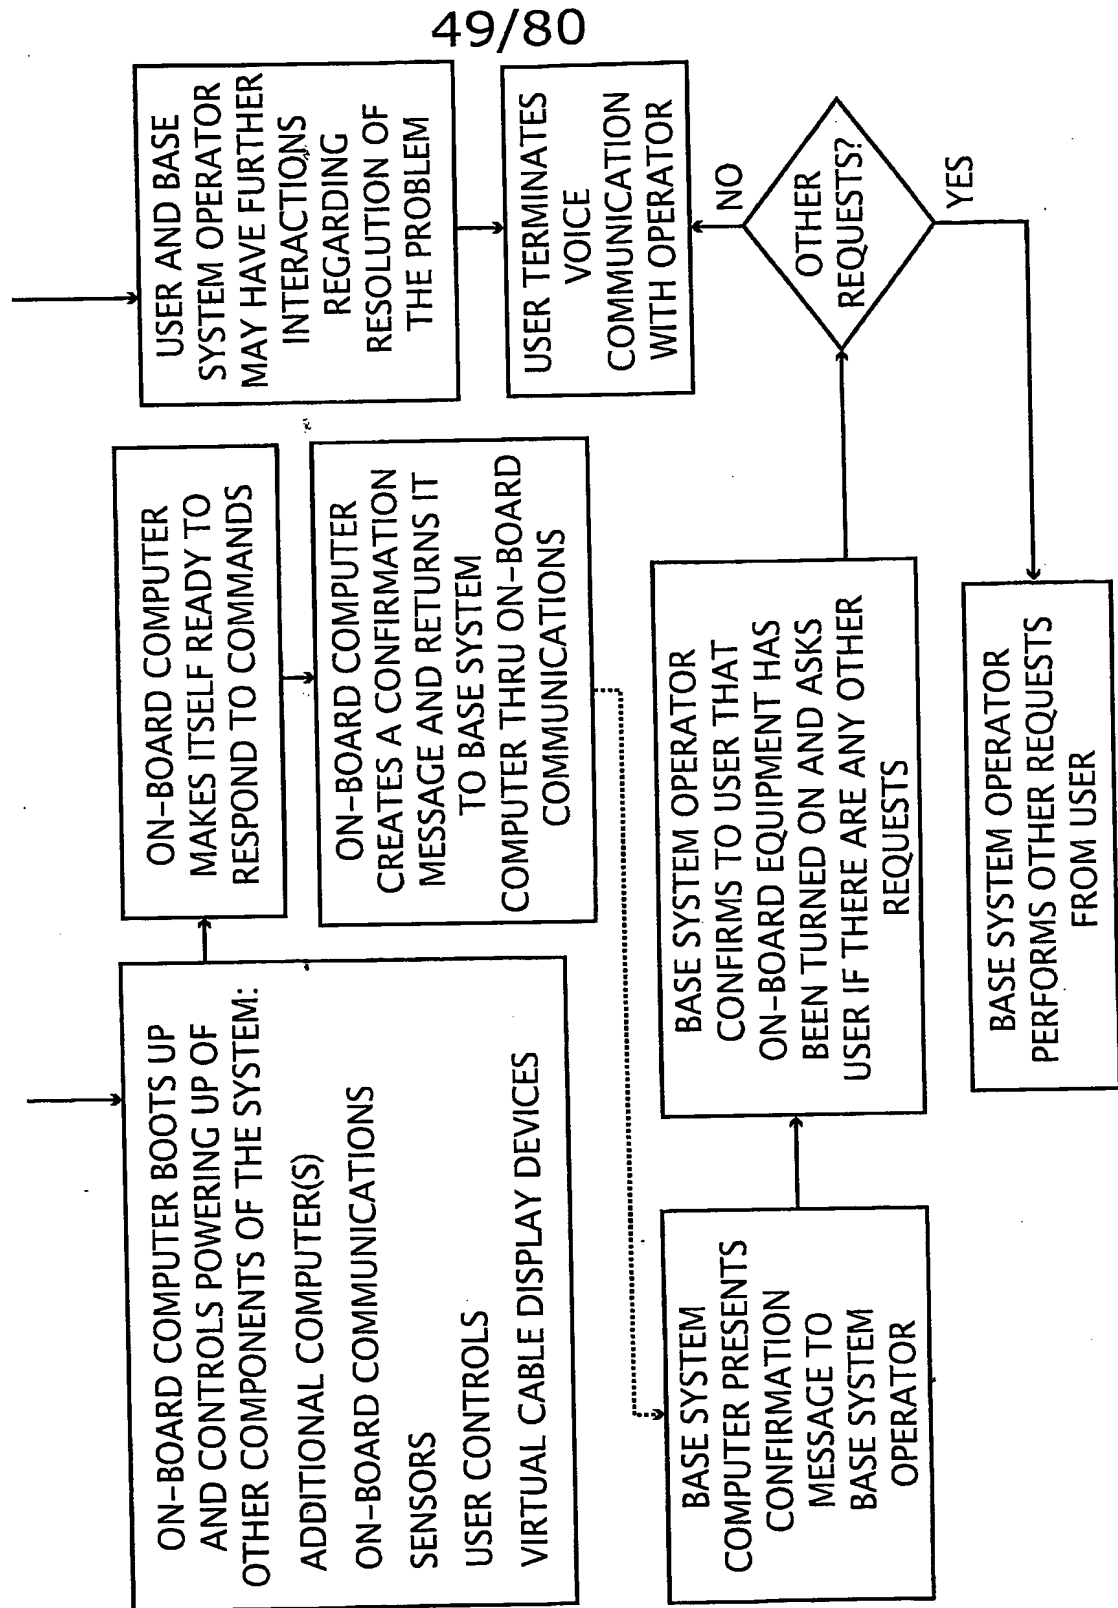 49/80
ON-BOARD COMPUTER BOOTS UP
AND CONTROLS POWERING UP OF
OTHER COMPONENTS OF THE SYSTEM:
ADDITIONAL COMPUTER(S)
ON-BOARD COMMUNICATIONS
SENSORS
USER CONTROLS
VIRTUAL CABLE DISPLAY DEVICES
ON-BOARD COMPUTER
MAKES ITSELF READY TO
RESPOND TO COMMANDS
ON-BOARD COMPUTER
CREATES A CONFIRMATION
MESSAGE AND RETURNS IT
TO BASE SYSTEM
COMPUTER THRU ON-BOARD
COMMUNICATIONS
USER AND BASE
SYSTEM OPERATOR
MAY HAVE FURTHER
INTERACTIONS
REGARDING
RESOLUTION OF
THE PROBLEM
USER TERMINATES
VOICE
COMMUNICATION
WITH OPERATOR
BASE SYSTEM
COMPUTER PRESENTS
CONFIRMATION
MESSAGE TO
BASE SYSTEM
OPERATOR
BASE SYSTEM OPERATOR
CONFIRMS TO USER THAT
ON-BOARD EQUIPMENT HAS
BEEN TURNED ON AND ASKS
USER IF THERE ARE ANY OTHER
REQUESTS
OTHER
REQUESTS?
NO
YES
BASE SYSTEM OPERATOR
PERFORMS OTHER REQUESTS
FROM USER